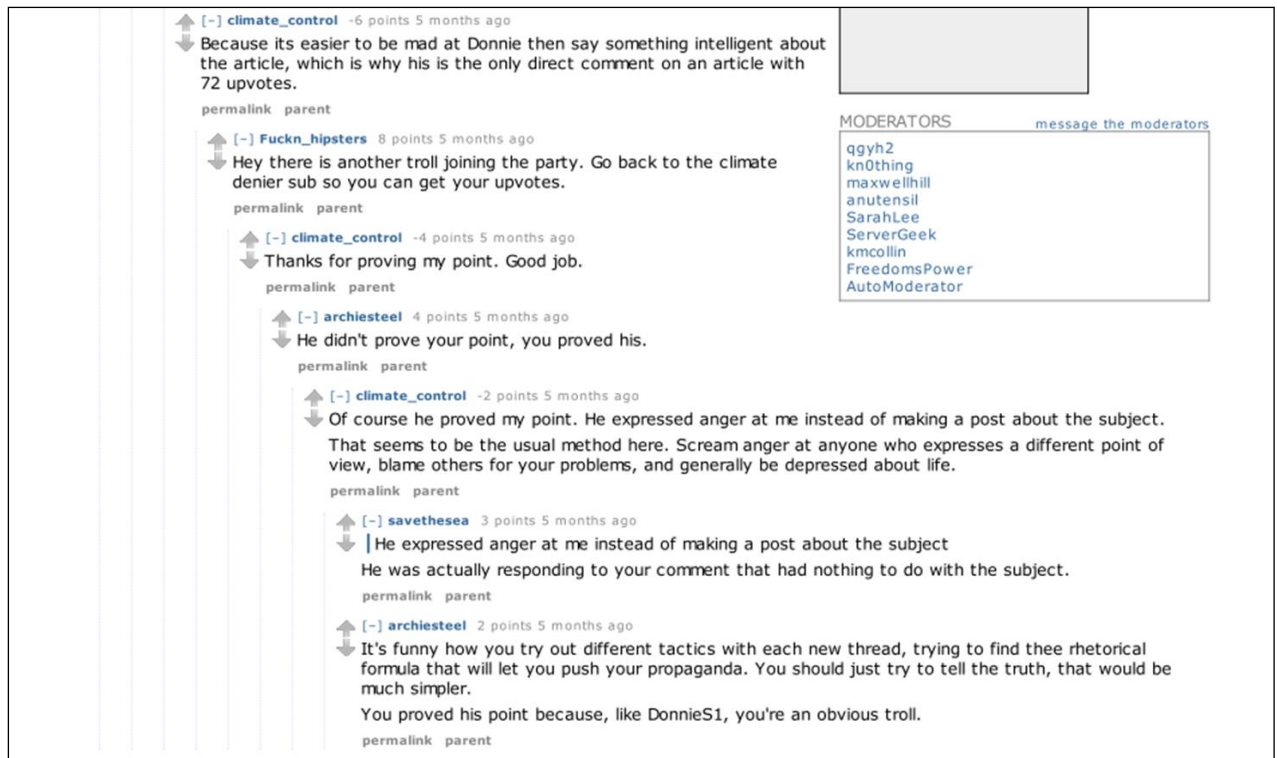 [-] climate_control -6 points 5 months ago
Because its easier to be mad at Donnie then say something intelligent about
the article, which is why his is the only direct comment on an article with
72 upvotes.
permalink parent
[-] Fuckn_hipsters 8 points 5 months ago
Hey there is another troll joining the party. Go back to the climate
denier sub so you can get your upvotes.
permalink parent
[-] climate_control -4 points 5 months ago
Thanks for proving my point. Good job.
permalink parent
[-] archiesteel 4 points 5 months ago
He didn't prove your point, you proved his.
permalink parent
[-] climate_control -2 points 5 months ago
Of course he proved my point. He expressed anger at me instead of making a post about the subject.
That seems to be the usual method here. Scream anger at anyone who expresses a different point of
view, blame others for your problems, and generally be depressed about life.
permalink parent
[-] savethesea 3 points 5 months ago
He expressed anger at me instead of making a post about the subject
He was actually responding to your comment that had nothing to do with the subject.
permalink parent
[-] archiesteel 2 points 5 months ago
It's funny how you try out different tactics with each new thread, trying to find thee rhetorical
formula that will let you push your propaganda. You should just try to tell the truth, that would be
much simpler.
You proved his point because, like DonnieS1, you're an obvious troll.
permalink parent
MODERATORS message the moderators
qgyh2
kn0thing
maxwellhill
anutensil
SarahLee
ServerGeek
kmcollin
FreedomsPower
AutoModerator